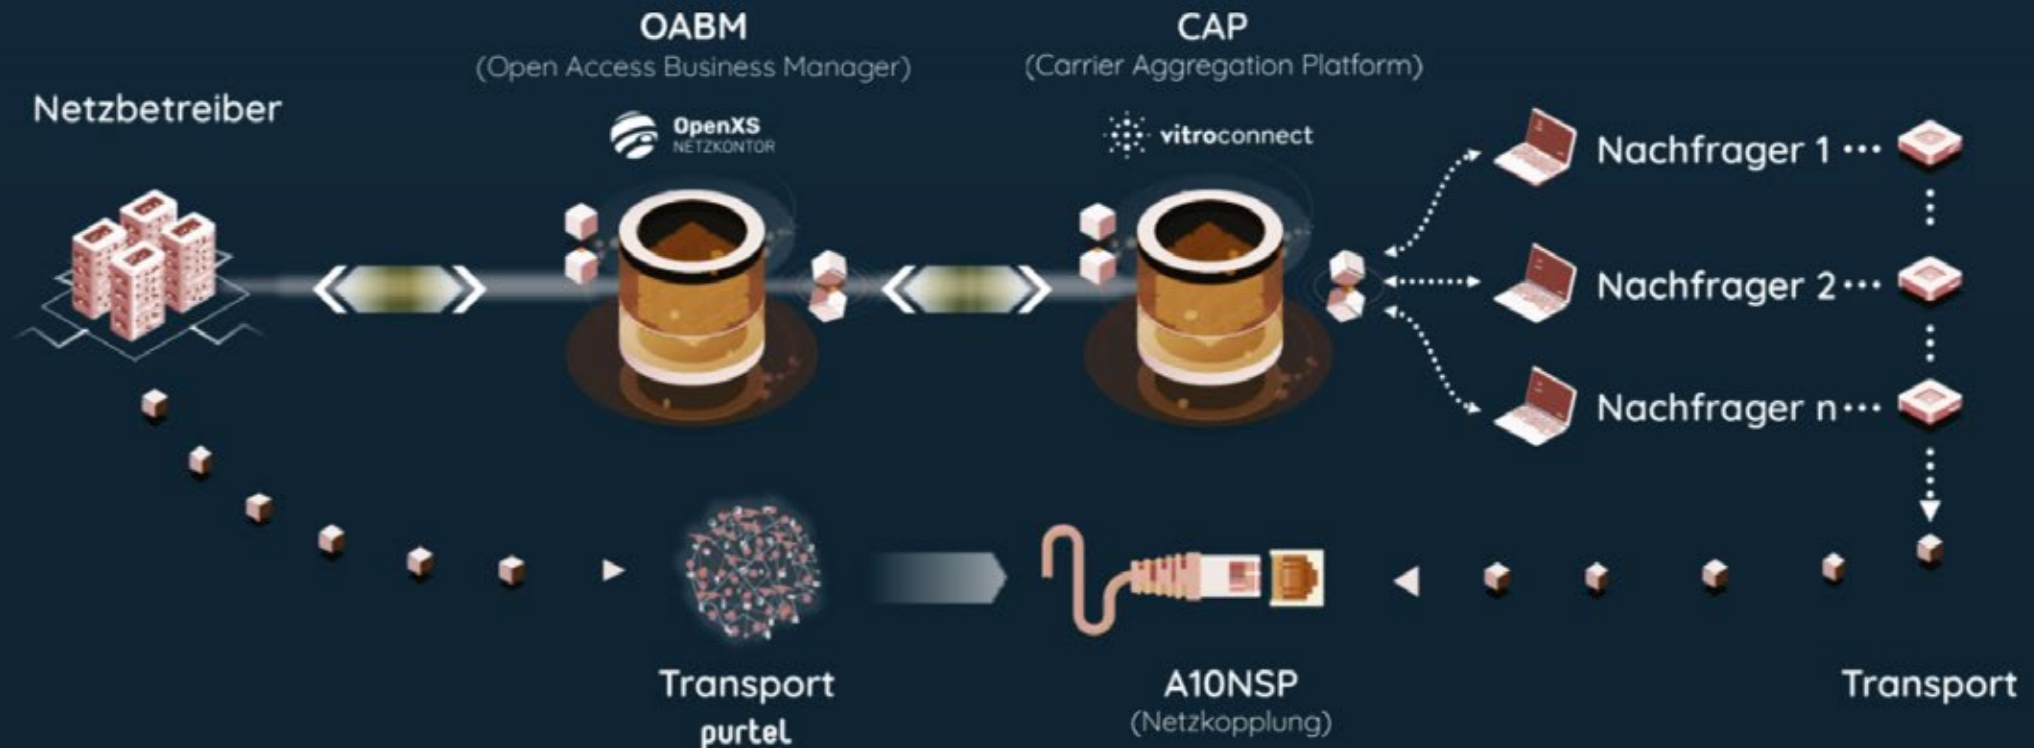 OABM
(Open Access Business Manager)
CAP
(Carrier Aggregation Platform)
Netzbetreiber
OpenXS
NETZKONTOR
vitroconnect
Nachfrager 1
Nachfrager 2
Nachfrager n
Transport
purtel
A10NSP
(Netzkopplung)
Transport